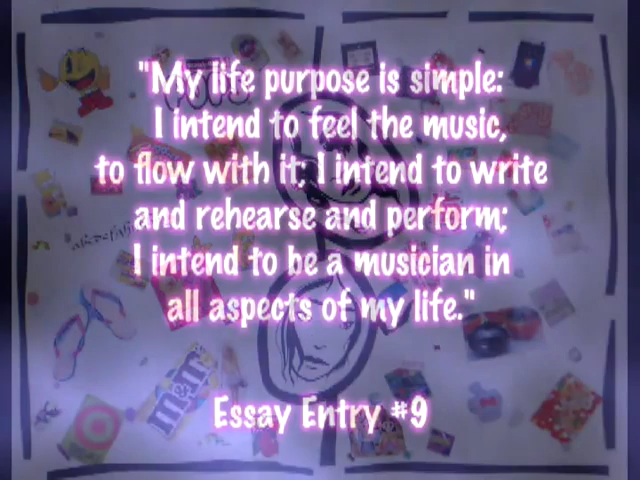 "My life purpose is simple:
I intend to feel the music,
to flow with it; I intend to write
and rehearse and perform;
I intend to be a musician in
all aspects of my life."
Essay Entry #9
m&m's